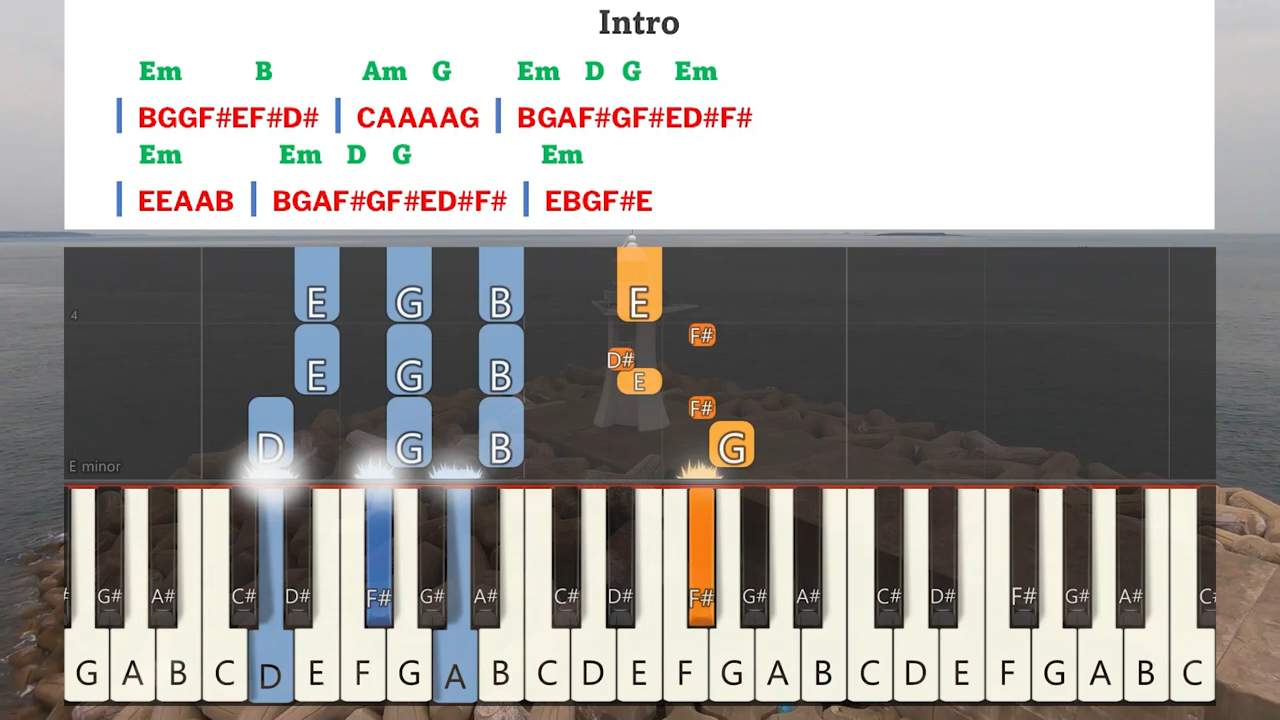 Intro
Em B Am G Em D G Em
| BGGF#EF#D# | CAAAAG | BGAF#GF#ED#F#
Em Em D G Em
| EEAAB | BGAF#GF#ED#F# | EBGF#E
E G B E
4
F#
D#
E G B E
F#
D G B G
E minor
G# A# C# D# F# G# A# C# D# F# G# A# C# D# F# G# A# C
G A B C D E F G A B C D E F G A B C D E F G A B C